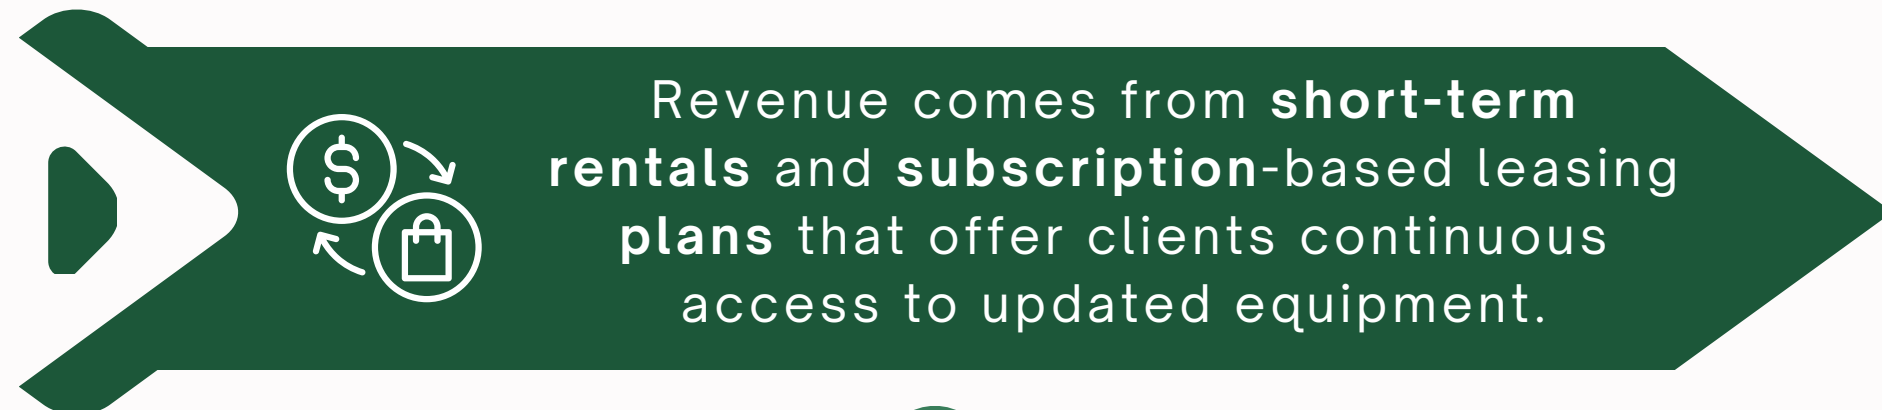 Revenue comes from short-term
rentals and subscription-based leasing
plans that offer clients continuous
access to updated equipment.